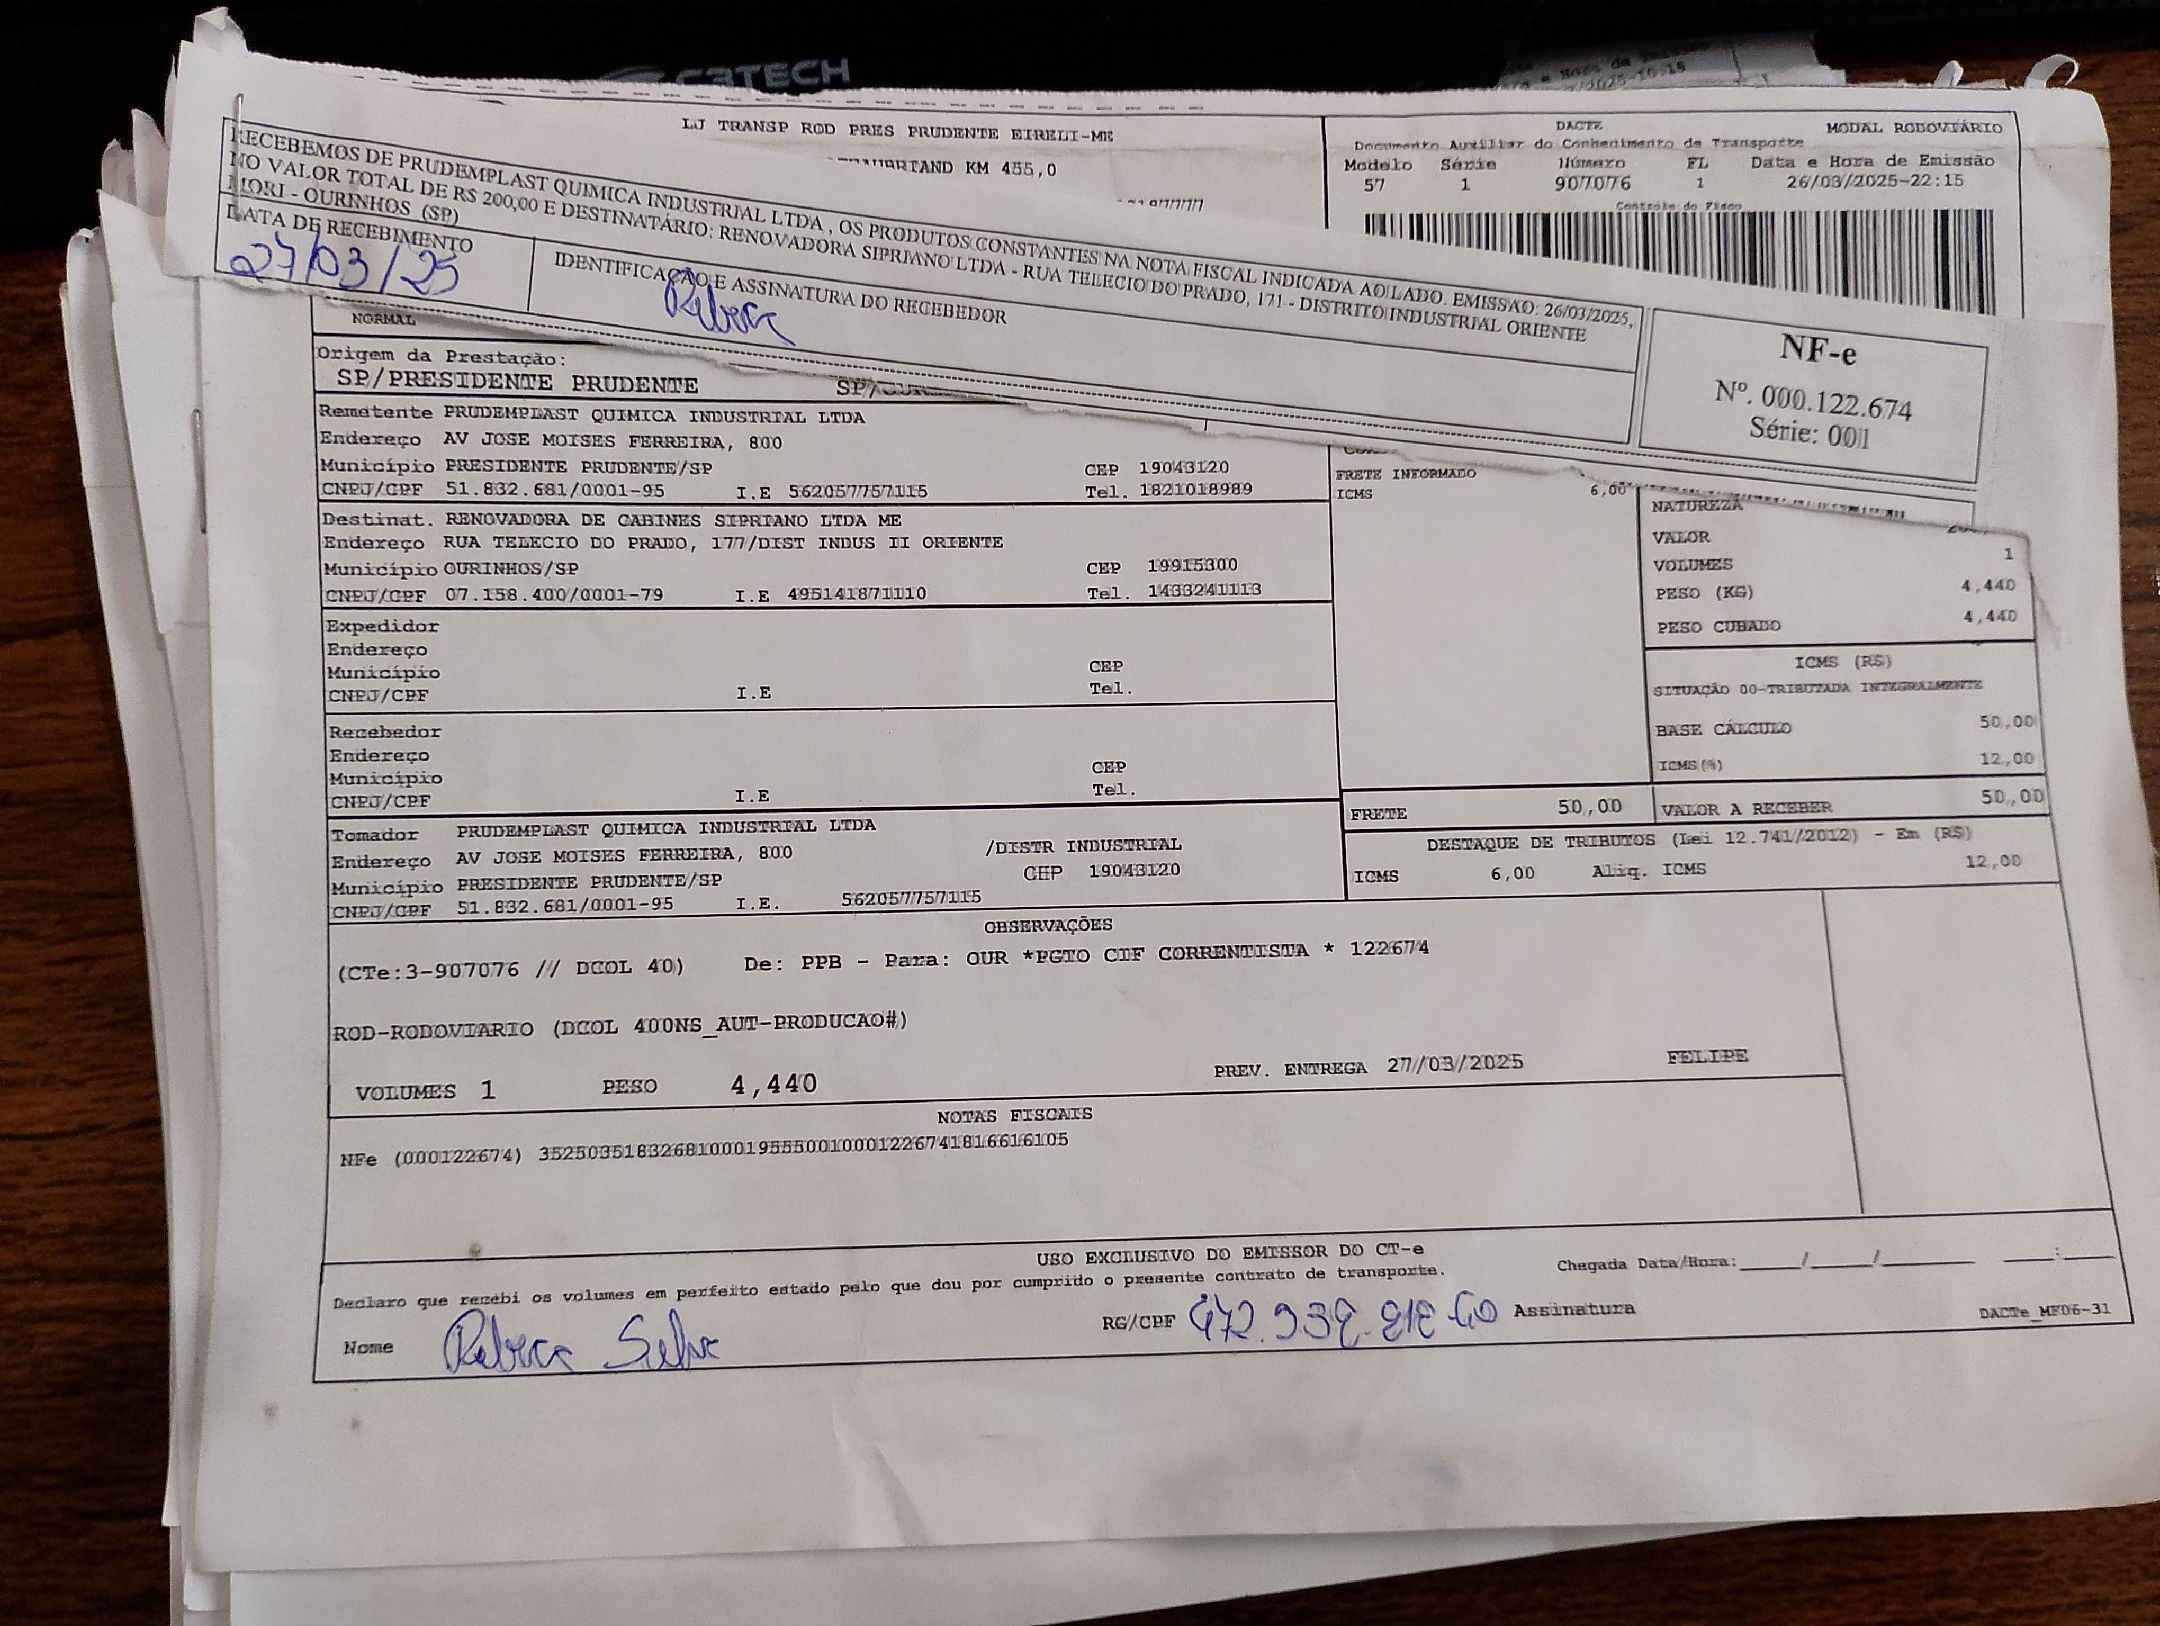 C3TECH
LJ TRANSP ROD PRES PRUDENTE EIRELI-ME
KM 455,0
DACTE
MODAL RODOVIÁRIO
Documento Auxiliar do Conhecimento de Transporte
Modelo Série Número FL Data e Hora de Emissão
57 1 907076 1 26/03/2025-22:15
Controle do Fisco
RECEBEMOS DE PRUDEMPLAST QUIMICA INDUSTRIAL LTDA , OS PRODUTOS CONSTANTES NA NOTA FISCAL INDICADA AO LADO. EMISSAO: 26/03/2025,
NO VALOR TOTAL DE R$ 200,00 E DESTINATÁRIO: RENOVADORA SIPRIANO LTDA - RUA TELECIO DO PRADO, 171 - DISTRITO INDUSTRIAL ORIENTE
MORI - OURINHOS (SP)
DATA DE RECEBIMENTO
27/03/25
IDENTIFICAÇÃO E ASSINATURA DO RECEBEDOR
Rebeca
NF-e
Nº. 000.122.674
Série: 001
NORMAL
Origem da Prestação:
SP/PRESIDENTE PRUDENTE
Remetente PRUDEMPLAST QUIMICA INDUSTRIAL LTDA
Endereço AV JOSE MOISES FERREIRA, 800
Município PRESIDENTE PRUDENTE/SP CEP 19043120
CNPJ/CPF 51.832.681/0001-95 I.E 562057757115 Tel. 1821018989
Destinat. RENOVADORA DE CABINES SIPRIANO LTDA ME
Endereço RUA TELECIO DO PRADO, 177/DIST INDUS II ORIENTE
Município OURINHOS/SP CEP 19915300
CNPJ/CPF 07.158.400/0001-79 I.E 495141871110 Tel. 1433241113
Expedidor
Endereço
Município CEP
CNPJ/CPF I.E Tel.
Recebedor
Endereço
Município CEP
CNPJ/CPF I.E Tel.
Tomador PRUDEMPLAST QUIMICA INDUSTRIAL LTDA
Endereço AV JOSE MOISES FERREIRA, 800 /DISTR INDUSTRIAL
Município PRESIDENTE PRUDENTE/SP CEP 19043120
CNPJ/CPF 51.832.681/0001-95 I.E. 562057757115
FRETE INFORMADO
ICMS 6,00
NATUREZA
VALOR
VOLUMES 1
PESO (KG) 4,440
PESO CUBADO 4,440
ICMS (R$)
SITUAÇÃO 00-TRIBUTADA INTEGRALMENTE
BASE CÁLCULO 50,00
ICMS(%) 12,00
FRETE 50,00 VALOR A RECEBER 50,00
DESTAQUE DE TRIBUTOS (Lei 12.741/2012) - Em (R$)
ICMS 6,00 Aliq. ICMS 12,00
OBSERVAÇÕES
(CTe:3-907076 // DCOL 40) De: PPB - Para: OUR *PGTO CIF CORRENTISTA * 122674
ROD-RODOVIARIO (DCOL 400NS_AUT-PRODUCAO#)
VOLUMES 1 PESO 4,440 PREV. ENTREGA 27/03/2025 FELIPE
NOTAS FISCAIS
NFe (000122674) 35250351832681000195550010001226741816616105
USO EXCLUSIVO DO EMISSOR DO CT-e
Declaro que recebi os volumes em perfeito estado pelo que dou por cumprido o presente contrato de transporte.
Chegada Data/Hora:_____/_____/_______ ____:____
Nome Rebeca Silva RG/CPF Assinatura
DACTe_MF06-31